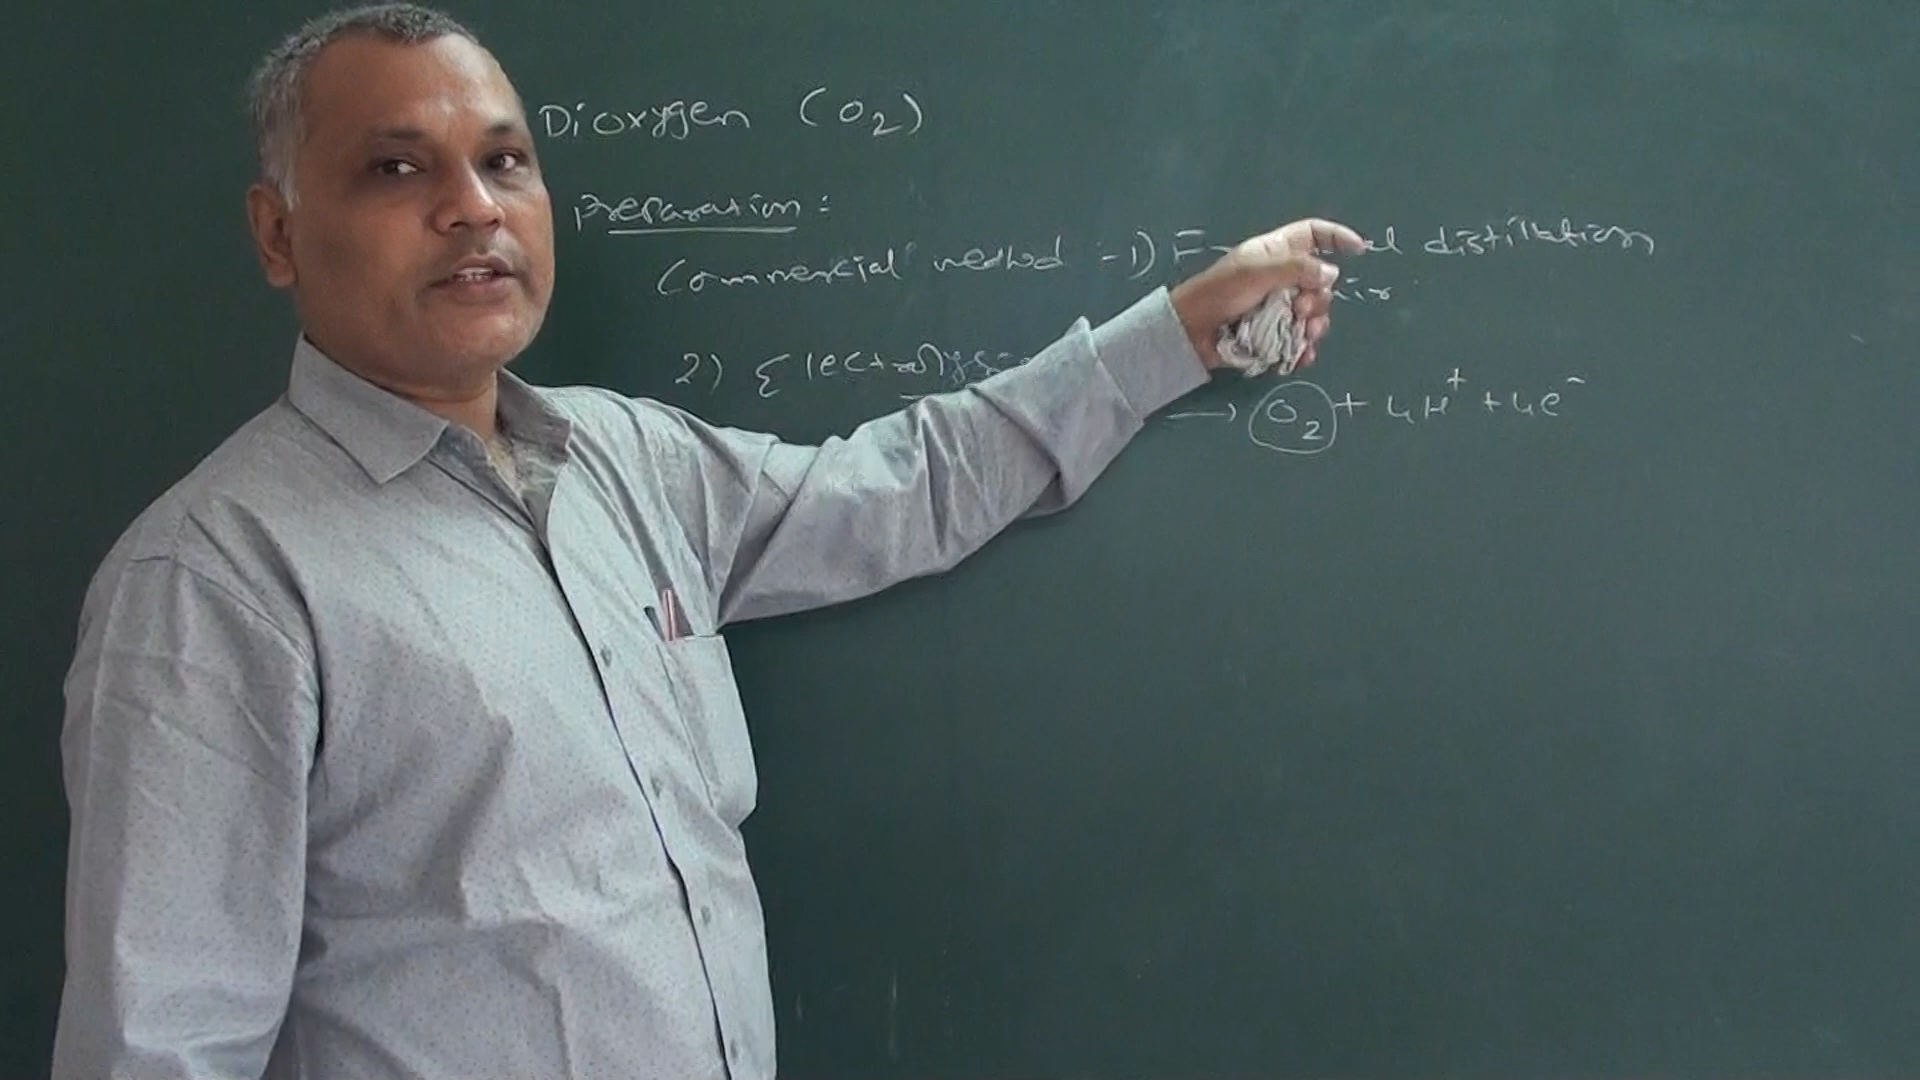 Dioxygen (O₂)
Preparation :
Commercial method :- 1) distillation
air
2) Electrolysis
→ O₂ + 4H⁺ + 4e⁻